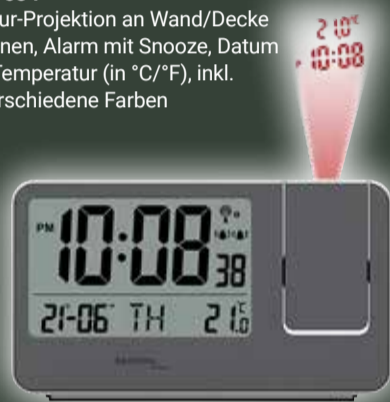 ur-Projektion an Wand/Decke
nen, Alarm mit Snooze, Datum
Temperatur (in °C/°F), inkl.
rschiedene Farben
21.0°C
10:08
PM 10:08 38
21-06 TH 21.0°C